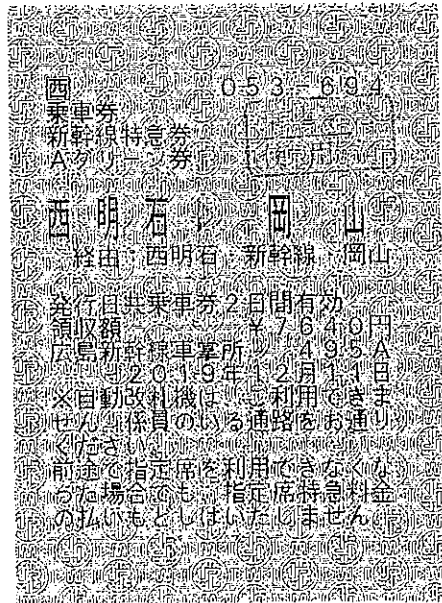 西 053-694
乗車券
新幹線特急券
Aグリーン券
西明石 岡山
経由:西明石・新幹線・岡山
発行日共乗車券2日間有効
領収額 ¥7640円
広島新幹線車掌所 495A
2019年12月11日
※自動改札機はご利用できま
せん 係員のいる通路をお通り
ください
前途で指定席を利用できなくな
った場合でも指定席特急料金
の払いもどしはいたしません